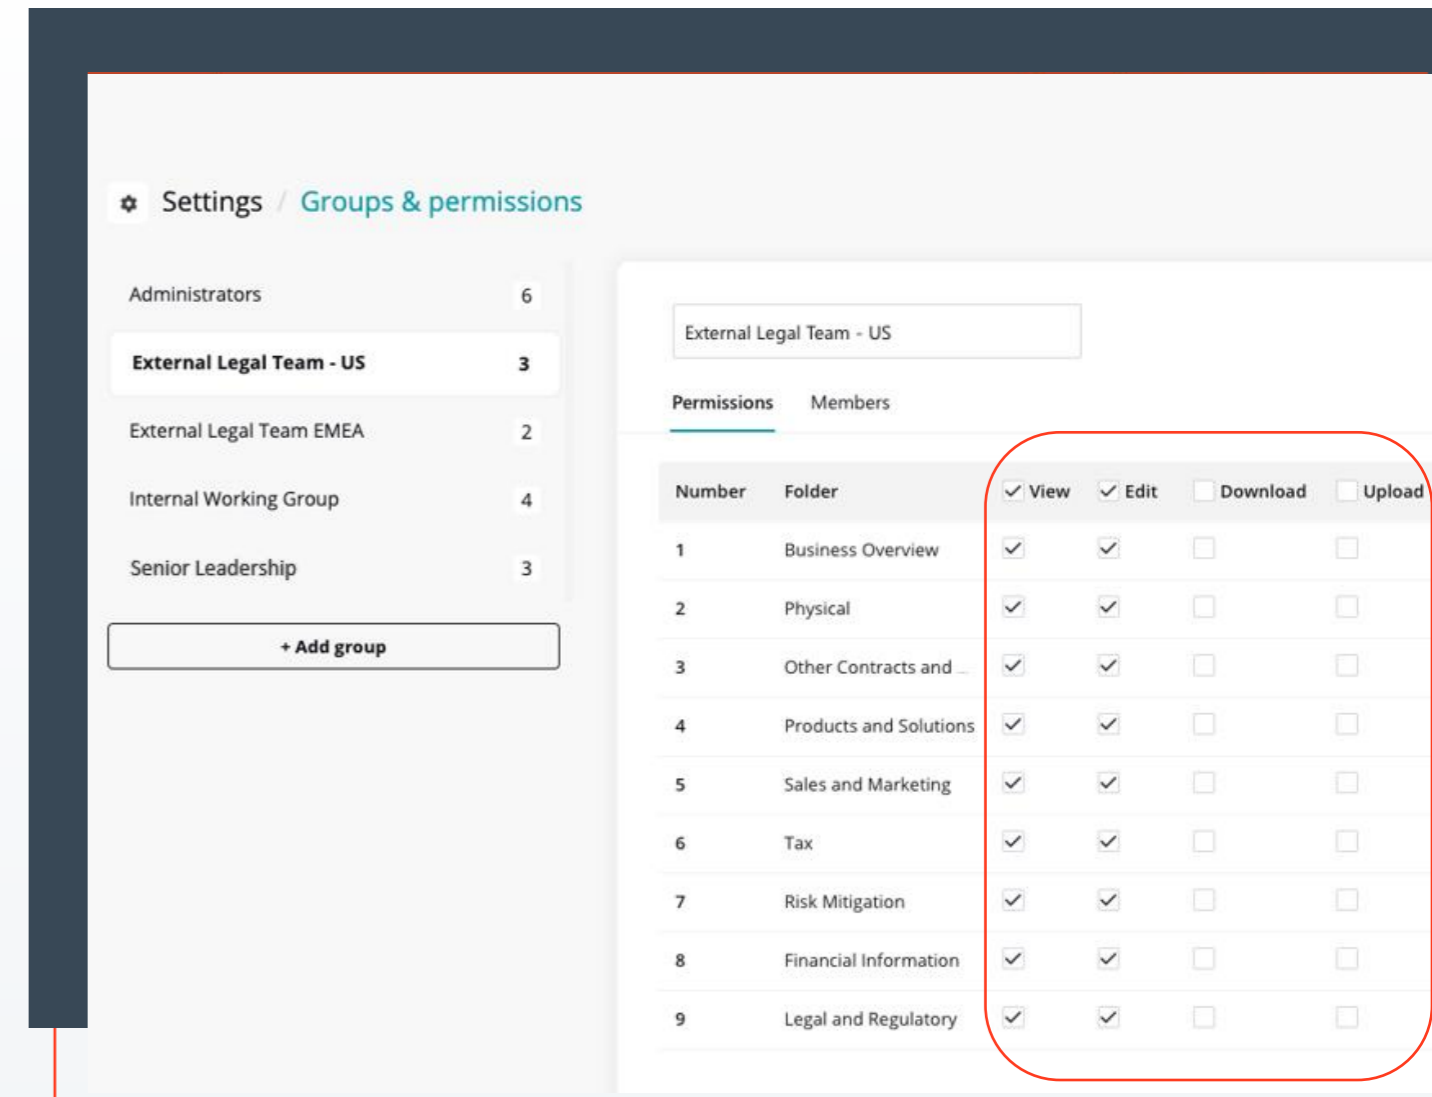 Settings / Groups & permissions
Administrators 6
External Legal Team - US 3
External Legal Team EMEA 2
Internal Working Group 4
Senior Leadership 3
+ Add group
External Legal Team - US
Permissions Members
Number Folder View Edit Download Upload
1 Business Overview
2 Physical
3 Other Contracts and ...
4 Products and Solutions
5 Sales and Marketing
6 Tax
7 Risk Mitigation
8 Financial Information
9 Legal and Regulatory